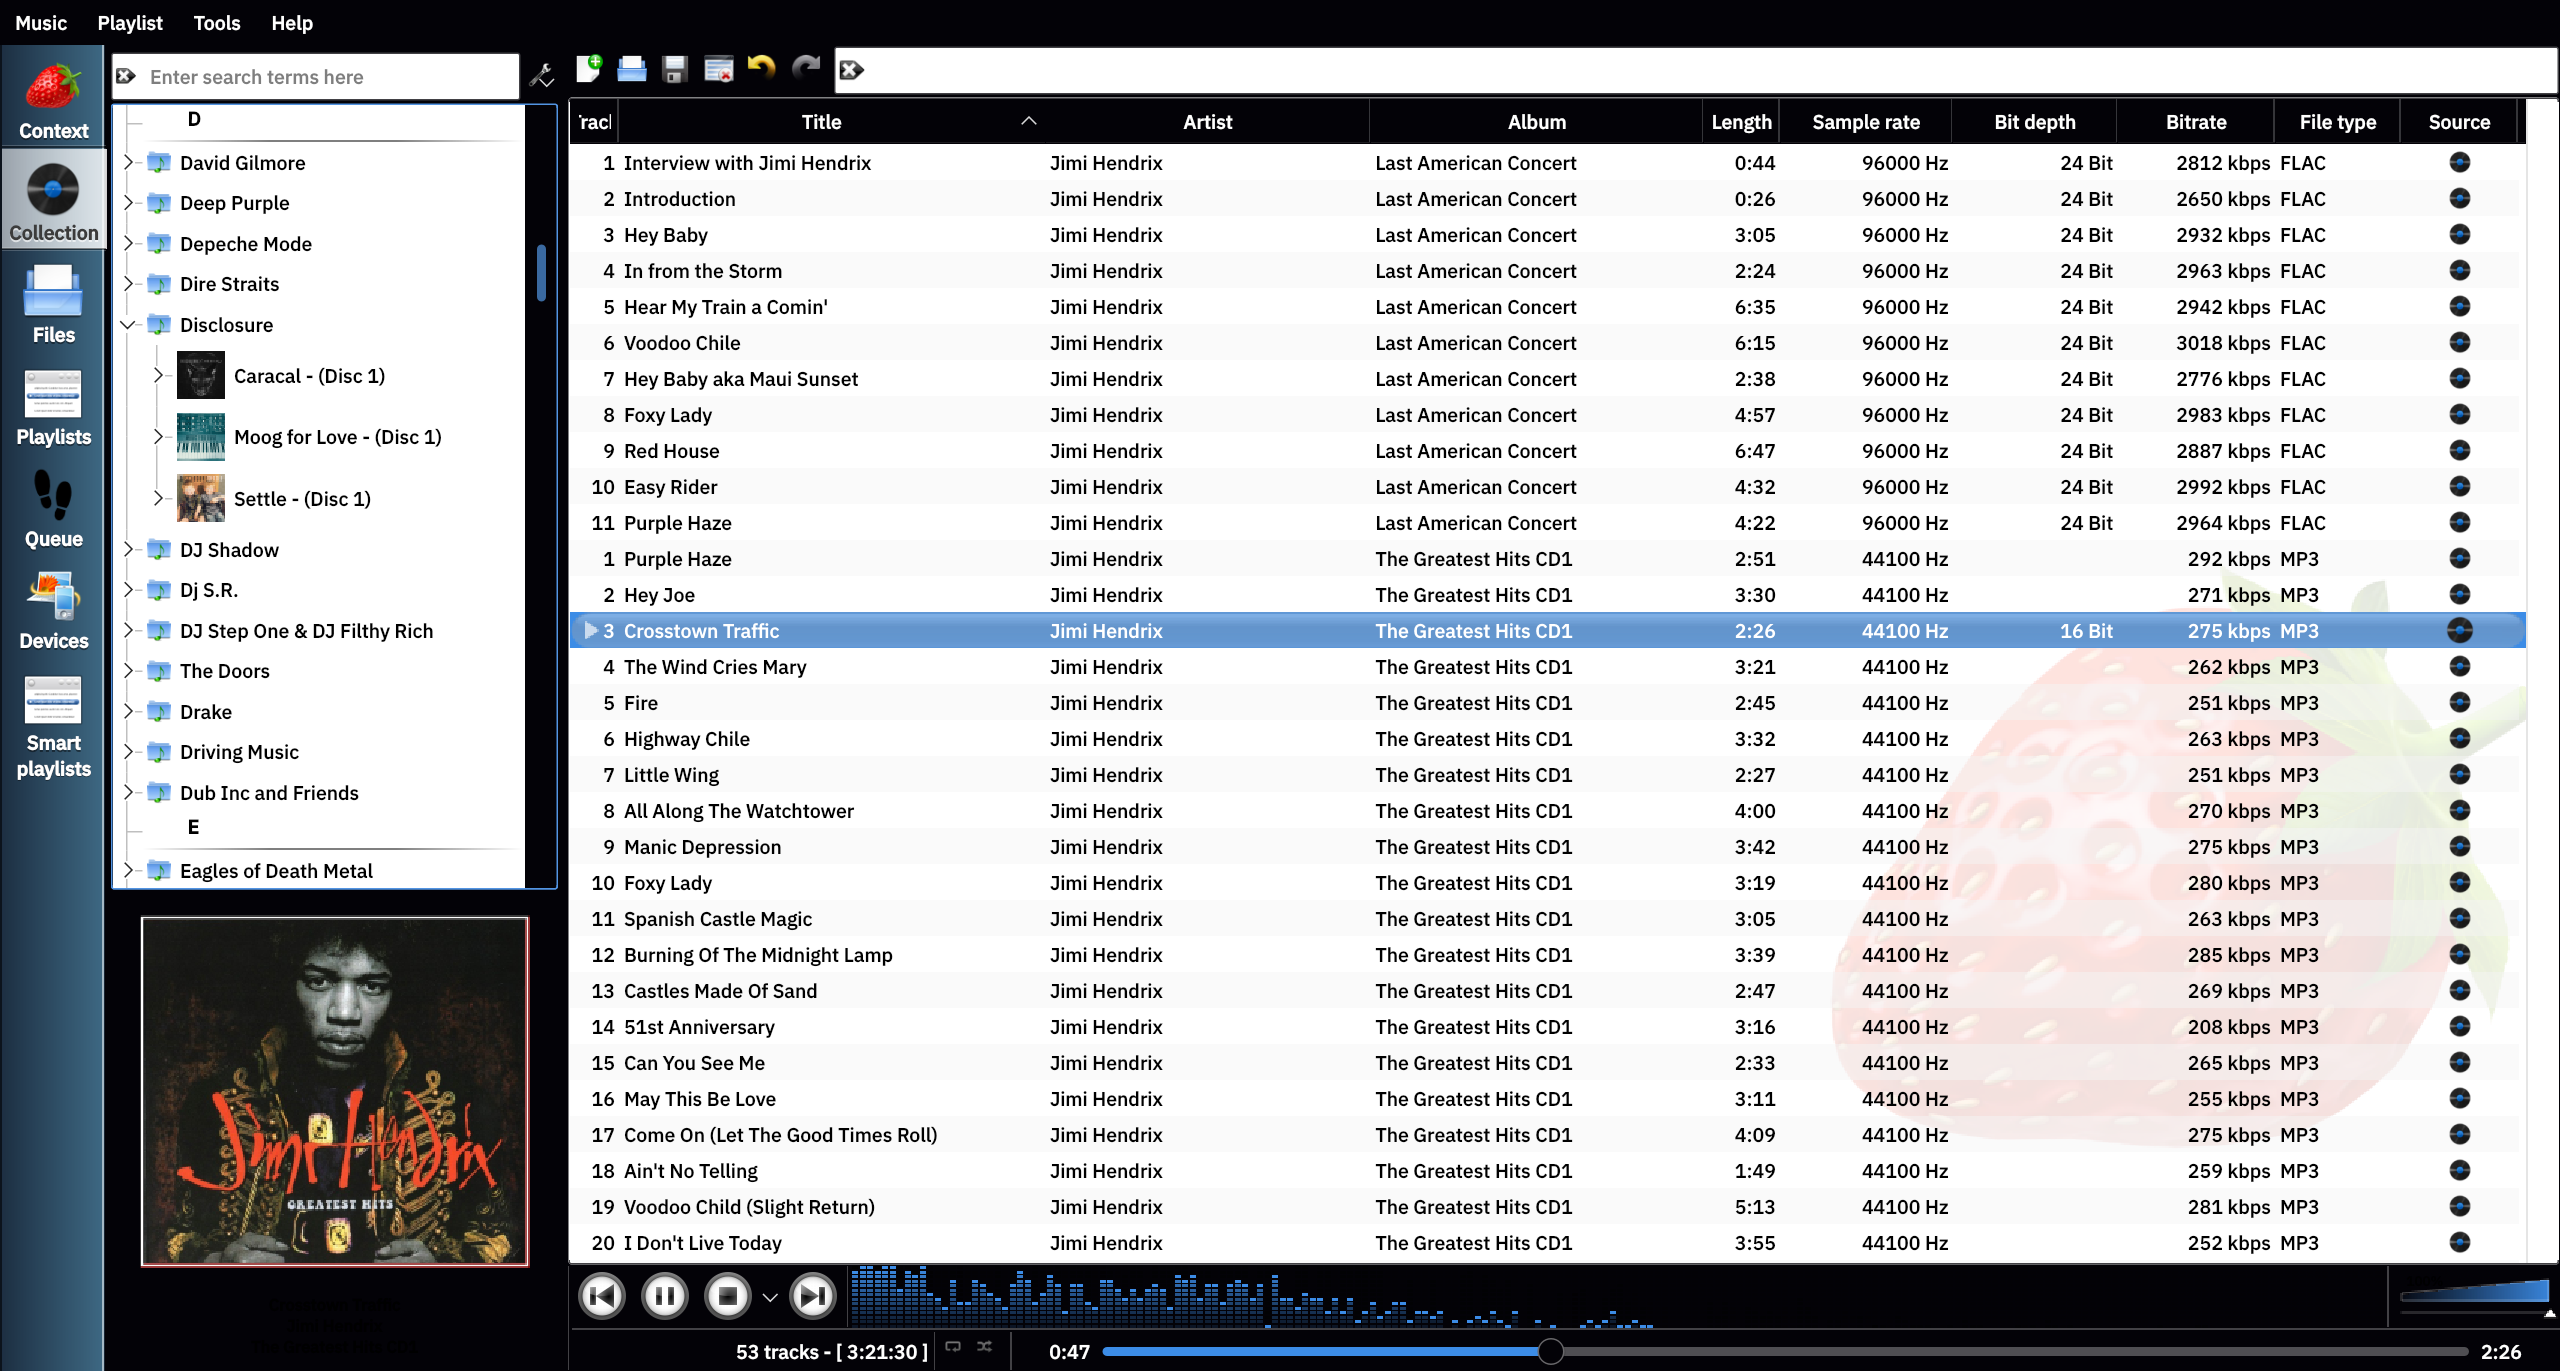 Music Playlist Tools Help
Context
Collection
Files
Playlists
Queue
Devices
Smart
playlists
Enter search terms here
D
David Gilmore
Deep Purple
Depeche Mode
Dire Straits
Disclosure
Caracal - (Disc 1)
Moog for Love - (Disc 1)
Settle - (Disc 1)
DJ Shadow
Dj S.R.
DJ Step One & DJ Filthy Rich
The Doors
Drake
Driving Music
Dub Inc and Friends
E
Eagles of Death Metal
Jimi Hendrix
GREATEST HITS
Crosstown Traffic
Jimi Hendrix
The Greatest Hits CD1
Trac Title Artist Album Length Sample rate Bit depth Bitrate File type Source
1 Interview with Jimi Hendrix Jimi Hendrix Last American Concert 0:44 96000 Hz 24 Bit 2812 kbps FLAC
2 Introduction Jimi Hendrix Last American Concert 0:26 96000 Hz 24 Bit 2650 kbps FLAC
3 Hey Baby Jimi Hendrix Last American Concert 3:05 96000 Hz 24 Bit 2932 kbps FLAC
4 In from the Storm Jimi Hendrix Last American Concert 2:24 96000 Hz 24 Bit 2963 kbps FLAC
5 Hear My Train a Comin' Jimi Hendrix Last American Concert 6:35 96000 Hz 24 Bit 2942 kbps FLAC
6 Voodoo Chile Jimi Hendrix Last American Concert 6:15 96000 Hz 24 Bit 3018 kbps FLAC
7 Hey Baby aka Maui Sunset Jimi Hendrix Last American Concert 2:38 96000 Hz 24 Bit 2776 kbps FLAC
8 Foxy Lady Jimi Hendrix Last American Concert 4:57 96000 Hz 24 Bit 2983 kbps FLAC
9 Red House Jimi Hendrix Last American Concert 6:47 96000 Hz 24 Bit 2887 kbps FLAC
10 Easy Rider Jimi Hendrix Last American Concert 4:32 96000 Hz 24 Bit 2992 kbps FLAC
11 Purple Haze Jimi Hendrix Last American Concert 4:22 96000 Hz 24 Bit 2964 kbps FLAC
1 Purple Haze Jimi Hendrix The Greatest Hits CD1 2:51 44100 Hz 292 kbps MP3
2 Hey Joe Jimi Hendrix The Greatest Hits CD1 3:30 44100 Hz 271 kbps MP3
3 Crosstown Traffic Jimi Hendrix The Greatest Hits CD1 2:26 44100 Hz 16 Bit 275 kbps MP3
4 The Wind Cries Mary Jimi Hendrix The Greatest Hits CD1 3:21 44100 Hz 262 kbps MP3
5 Fire Jimi Hendrix The Greatest Hits CD1 2:45 44100 Hz 251 kbps MP3
6 Highway Chile Jimi Hendrix The Greatest Hits CD1 3:32 44100 Hz 263 kbps MP3
7 Little Wing Jimi Hendrix The Greatest Hits CD1 2:27 44100 Hz 251 kbps MP3
8 All Along The Watchtower Jimi Hendrix The Greatest Hits CD1 4:00 44100 Hz 270 kbps MP3
9 Manic Depression Jimi Hendrix The Greatest Hits CD1 3:42 44100 Hz 275 kbps MP3
10 Foxy Lady Jimi Hendrix The Greatest Hits CD1 3:19 44100 Hz 280 kbps MP3
11 Spanish Castle Magic Jimi Hendrix The Greatest Hits CD1 3:05 44100 Hz 263 kbps MP3
12 Burning Of The Midnight Lamp Jimi Hendrix The Greatest Hits CD1 3:39 44100 Hz 285 kbps MP3
13 Castles Made Of Sand Jimi Hendrix The Greatest Hits CD1 2:47 44100 Hz 269 kbps MP3
14 51st Anniversary Jimi Hendrix The Greatest Hits CD1 3:16 44100 Hz 208 kbps MP3
15 Can You See Me Jimi Hendrix The Greatest Hits CD1 2:33 44100 Hz 265 kbps MP3
16 May This Be Love Jimi Hendrix The Greatest Hits CD1 3:11 44100 Hz 255 kbps MP3
17 Come On (Let The Good Times Roll) Jimi Hendrix The Greatest Hits CD1 4:09 44100 Hz 275 kbps MP3
18 Ain't No Telling Jimi Hendrix The Greatest Hits CD1 1:49 44100 Hz 259 kbps MP3
19 Voodoo Child (Slight Return) Jimi Hendrix The Greatest Hits CD1 5:13 44100 Hz 281 kbps MP3
20 I Don't Live Today Jimi Hendrix The Greatest Hits CD1 3:55 44100 Hz 252 kbps MP3
53 tracks - [ 3:21:30 ] 0:47 2:26